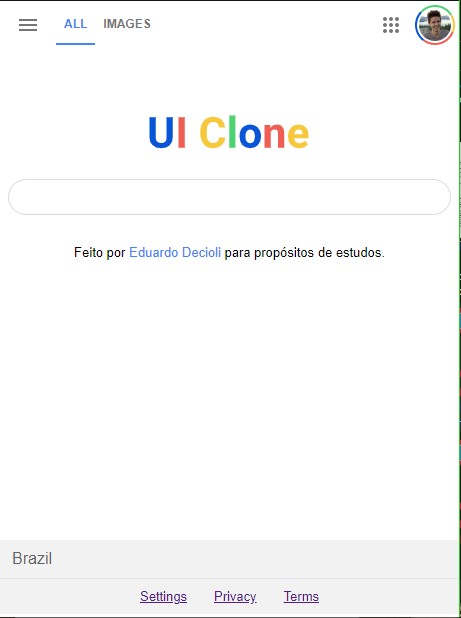 ALL IMAGES
UI Clone
Feito por Eduardo Decioli para propósitos de estudos.
Brazil
Settings Privacy Terms